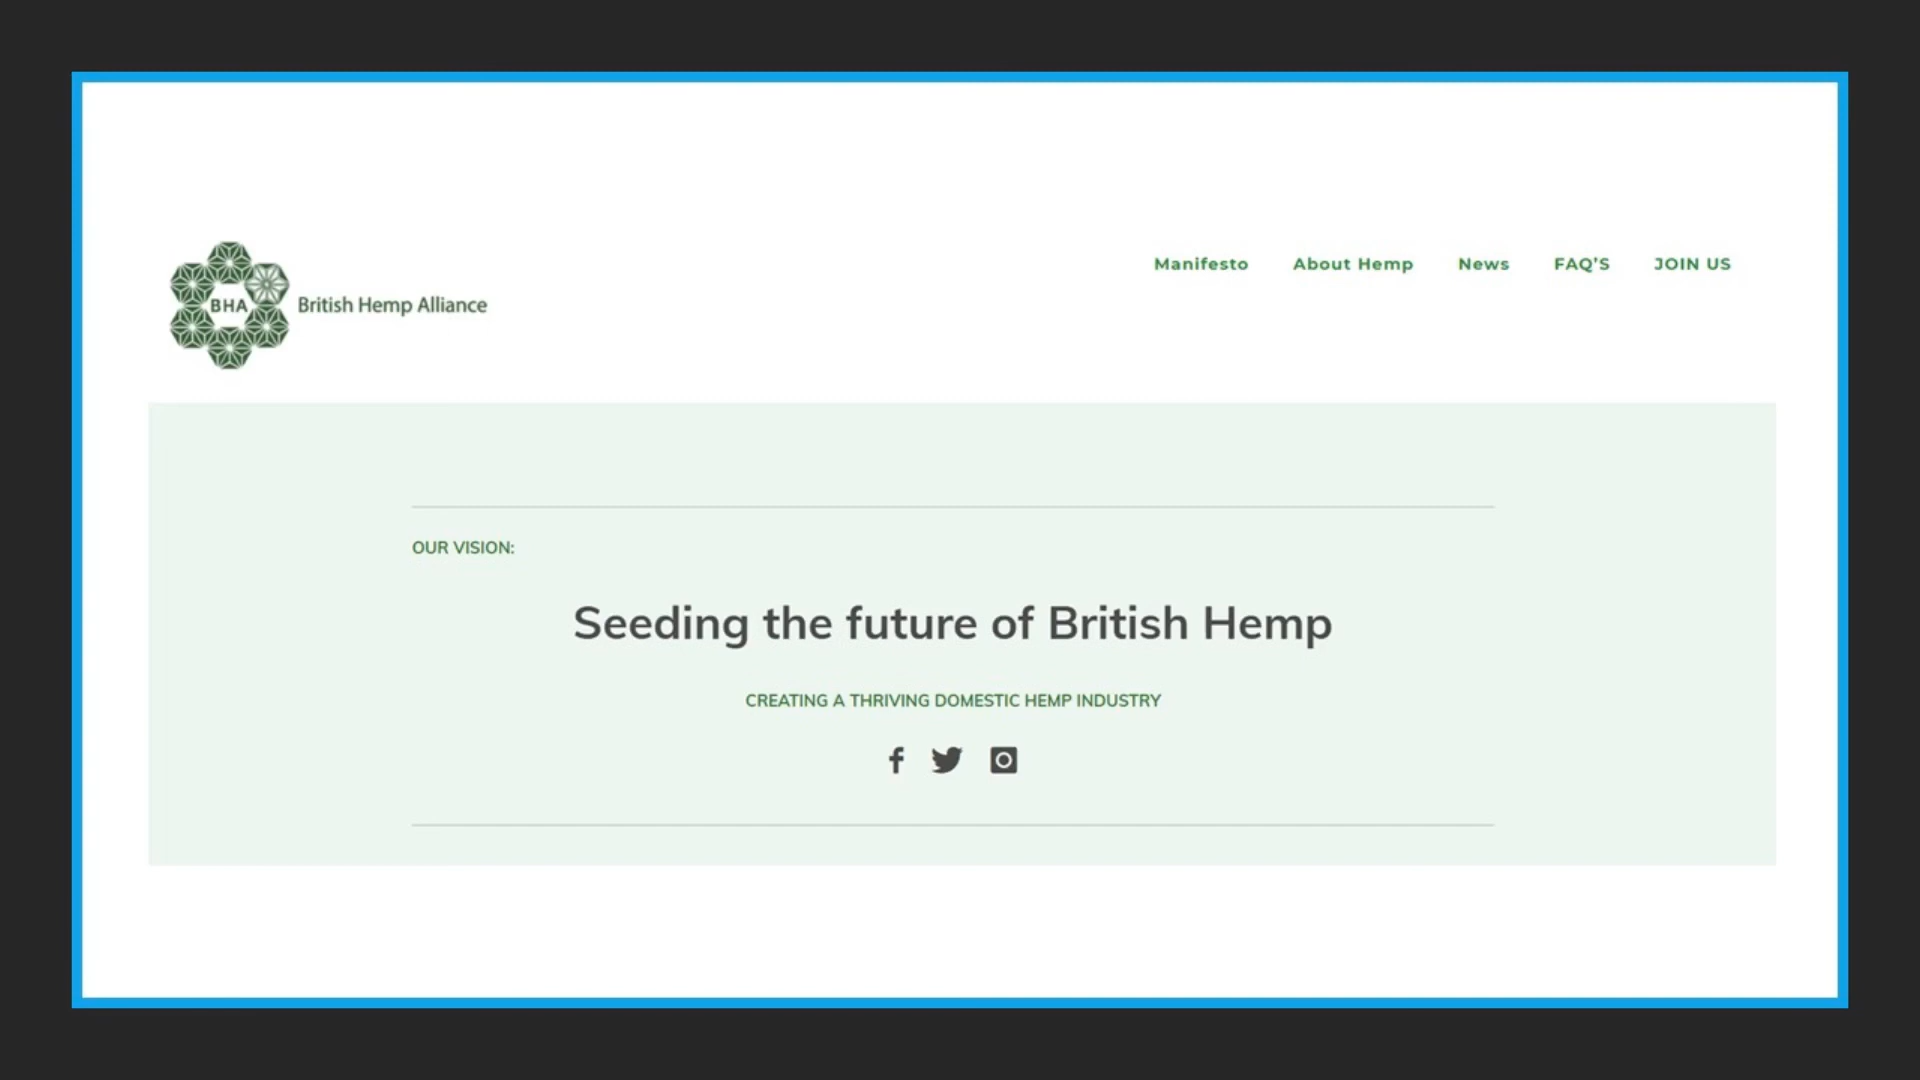 BHA
British Hemp Alliance
Manifesto About Hemp News FAQ'S JOIN US
OUR VISION:
Seeding the future of British Hemp
CREATING A THRIVING DOMESTIC HEMP INDUSTRY